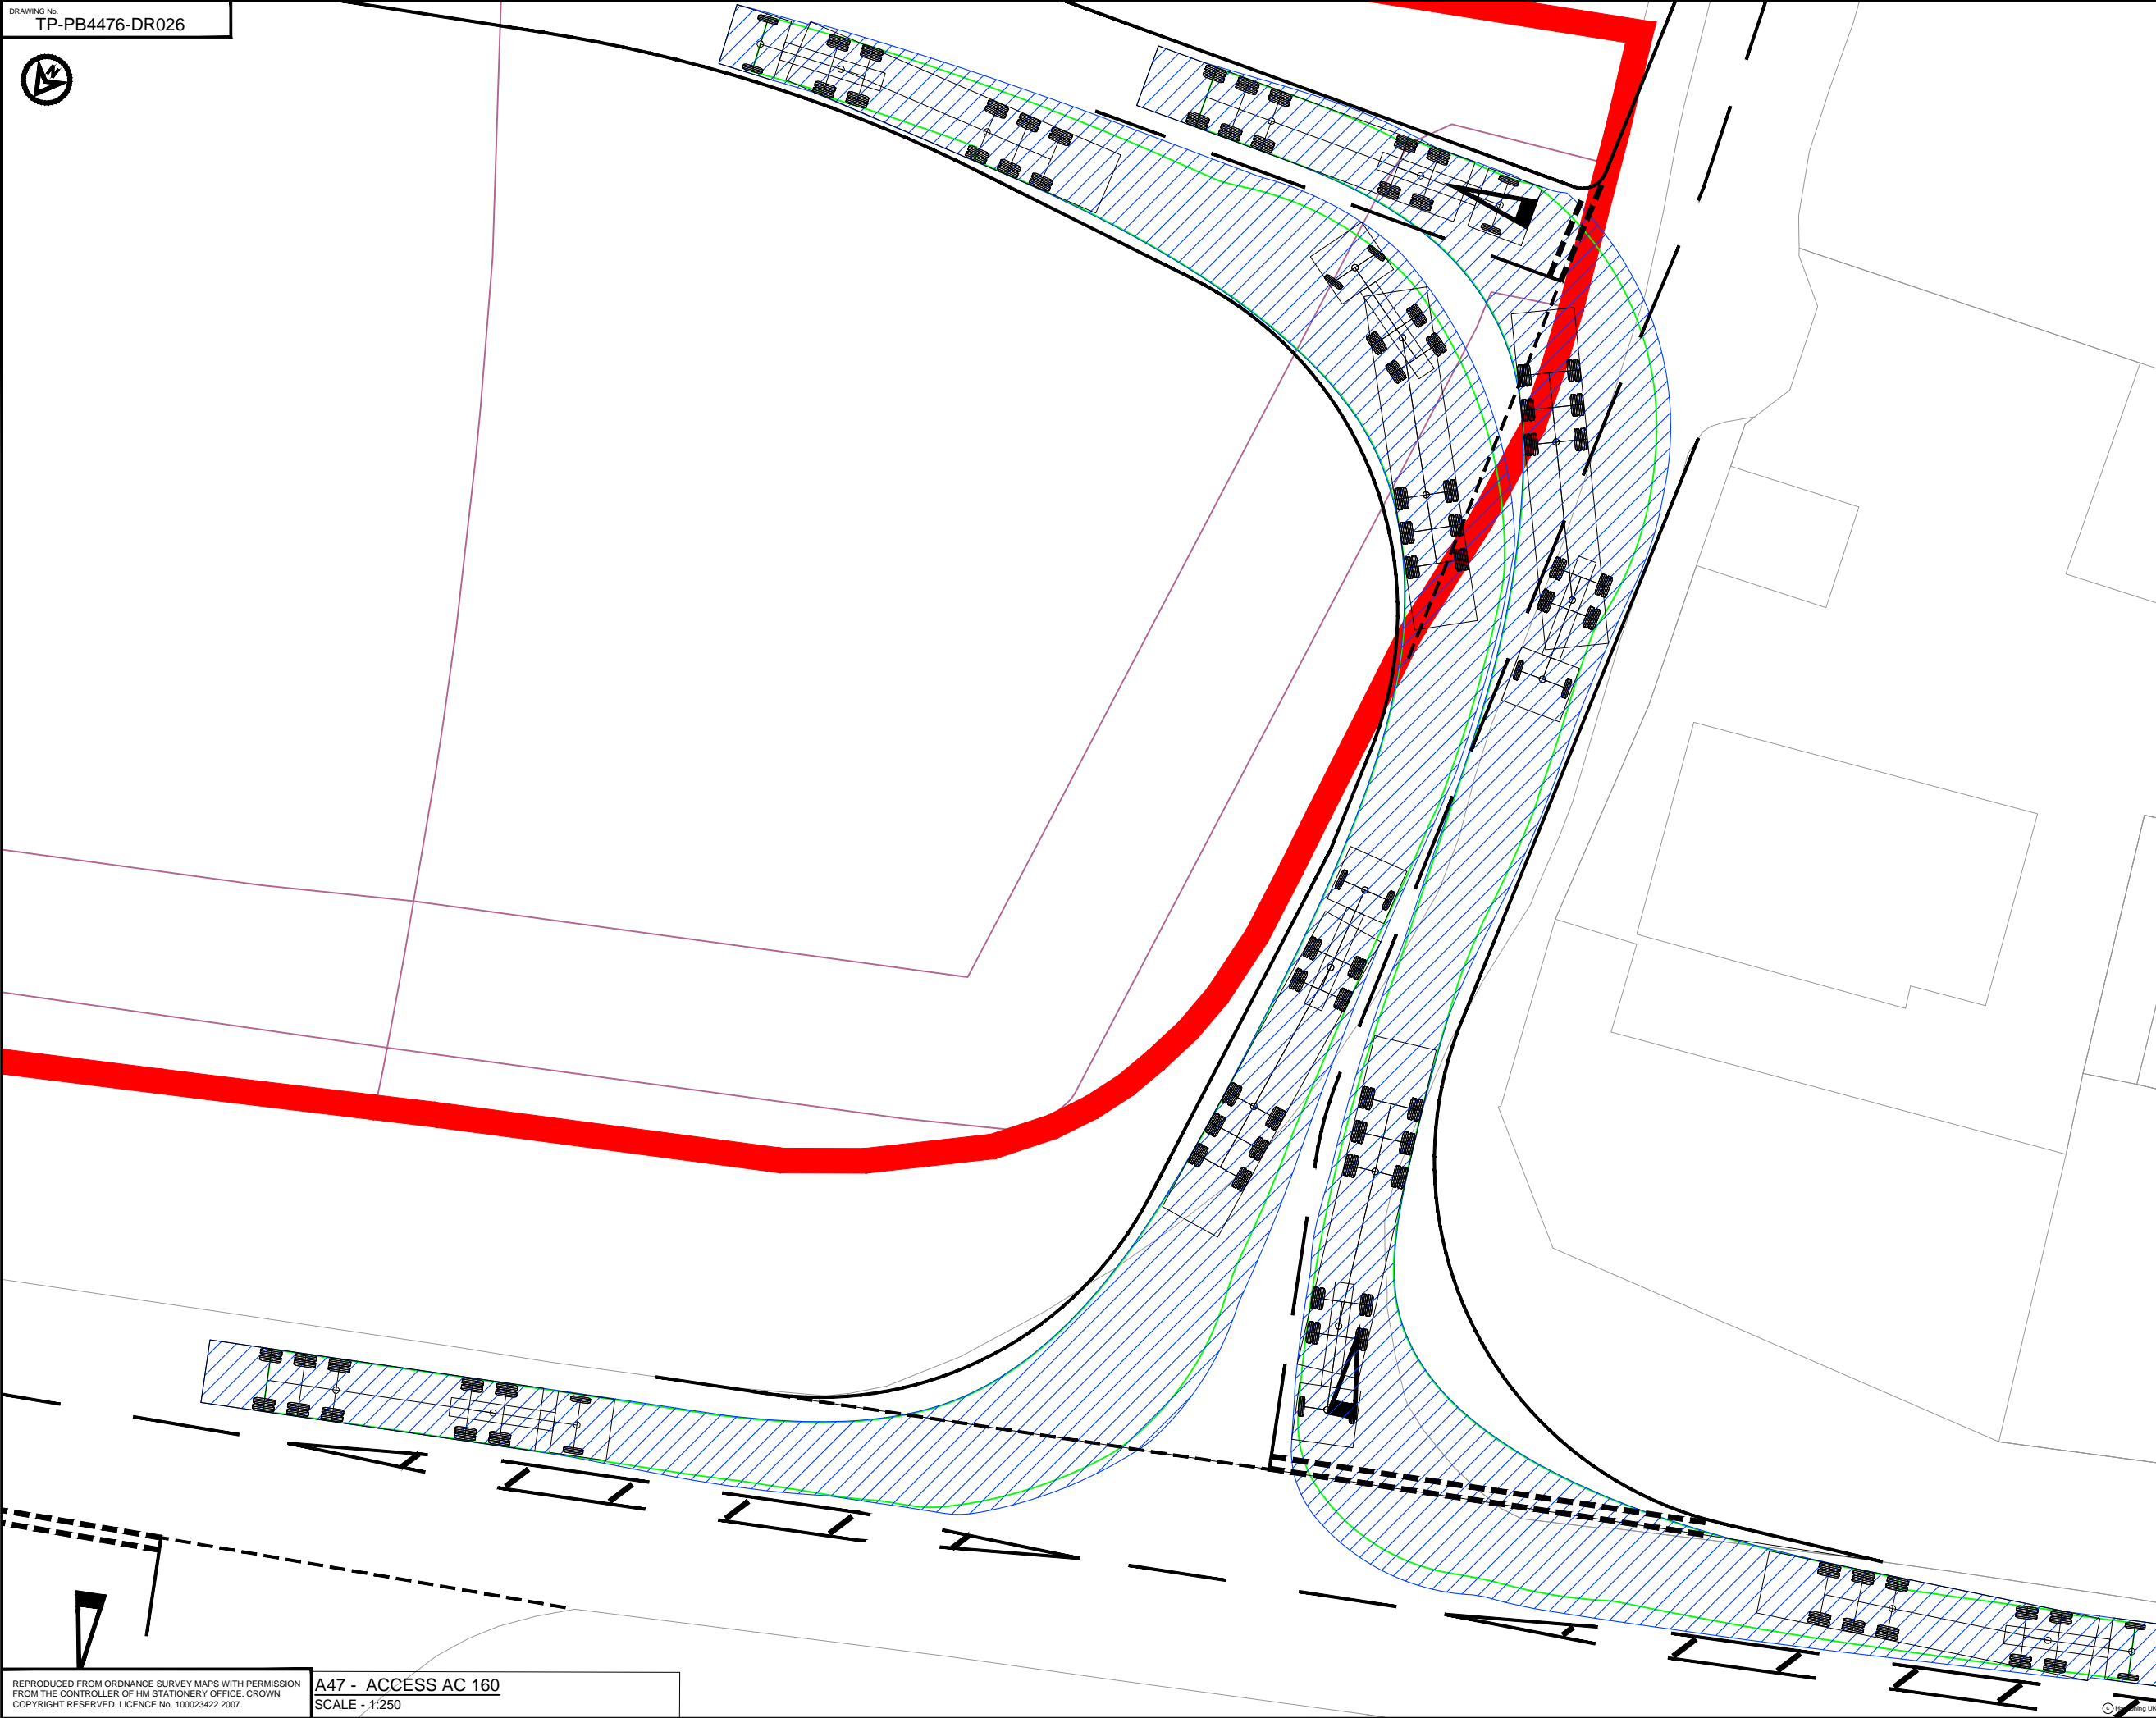 DRAWING No.
TP-PB4476-DR026
N
REPRODUCED FROM ORDNANCE SURVEY MAPS WITH PERMISSION
FROM THE CONTROLLER OF HM STATIONERY OFFICE. CROWN
COPYRIGHT RESERVED. LICENCE No. 100023422 2007.
A47 - ACCESS AC 160
SCALE - 1:250
© UK